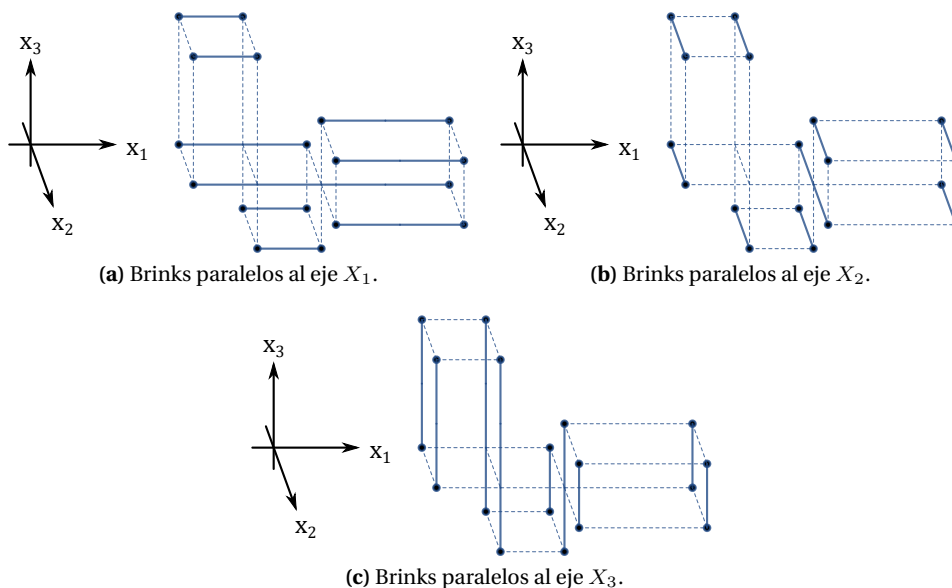 x₃
x₁
x₂
(a) Brinks paralelos al eje X₁.
x₃
x₁
x₂
(b) Brinks paralelos al eje X₂.
x₃
x₁
x₂
(c) Brinks paralelos al eje X₃.